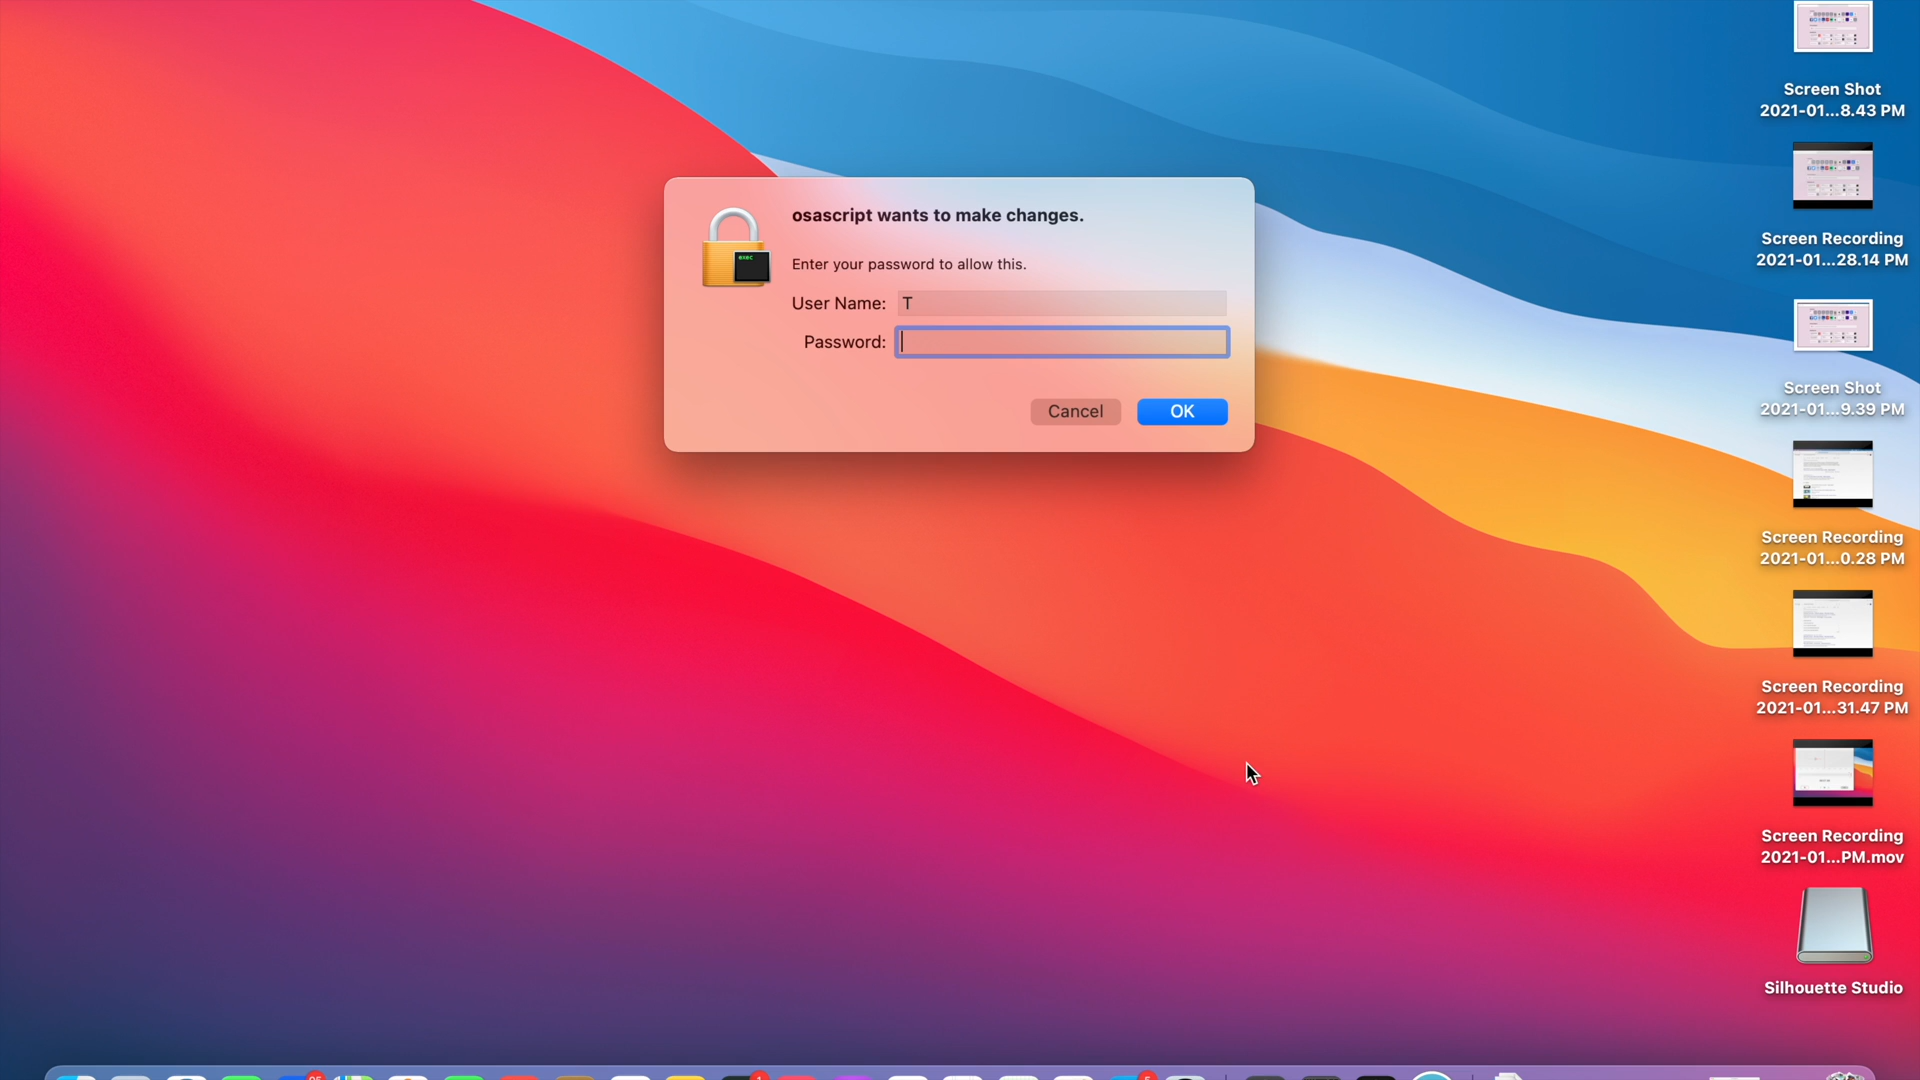 osascript wants to make changes.
Enter your password to allow this.
User Name: T
Password:
Cancel
OK
exec
Screen Shot
2021-01...8.43 PM
Screen Recording
2021-01...28.14 PM
Screen Shot
2021-01...9.39 PM
Screen Recording
2021-01...0.28 PM
Screen Recording
2021-01...31.47 PM
Screen Recording
2021-01...PM.mov
Silhouette Studio